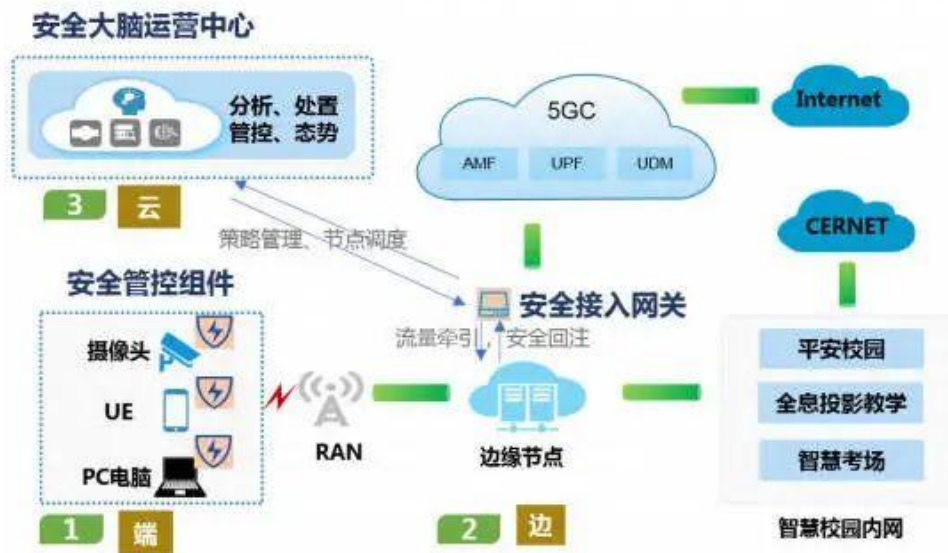 安全大脑运营中心
分析、处置
管控、态势
3 云
5GC
AMF UPF UDM
Internet
CERNET
策略管理、节点调度
安全管控组件
摄像头
UE
PC电脑
1 端
RAN
安全接入网关
流量牵引，安全回注
边缘节点
2 边
平安校园
全息投影教学
智慧考场
智慧校园内网